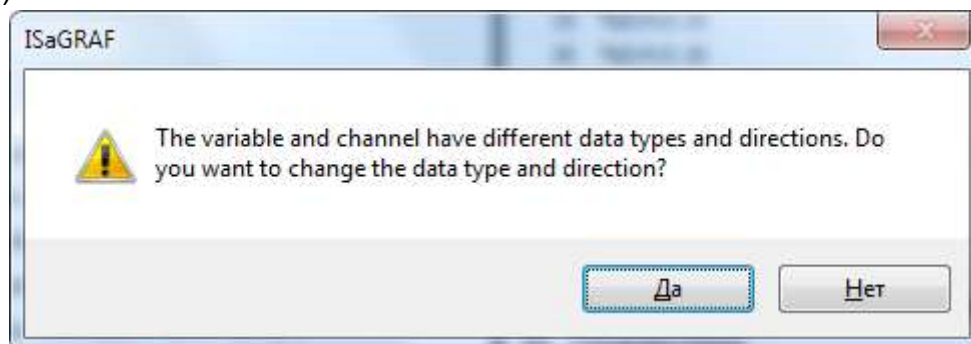 )
ISaGRAF
The variable and channel have different data types and directions. Do
you want to change the data type and direction?
Да
Нет